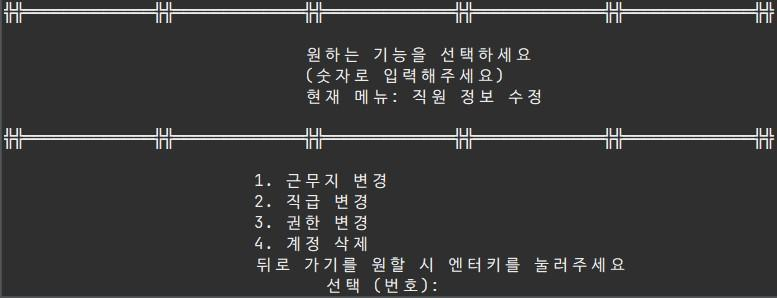 원하는 기능을 선택하세요
(숫자로 입력해주세요)
현재 메뉴: 직원 정보 수정
1. 근무지 변경
2. 직급 변경
3. 권한 변경
4. 계정 삭제
뒤로 가기를 원할 시 엔터키를 눌러주세요
선택 (번호):